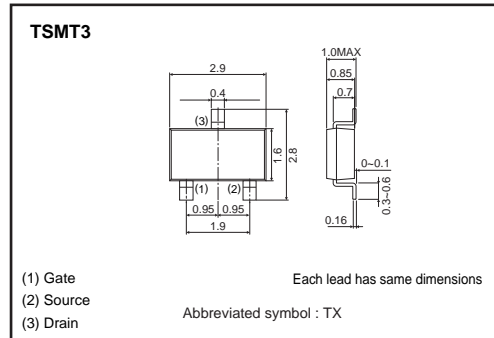 TSMT3
2.9
0.4
(3)
1.6
2.8
(1) (2)
0.95 0.95
1.9
1.0MAX
0.85
0.7
0~0.1
0.3~0.6
0.16
(1) Gate
(2) Source
(3) Drain
Each lead has same dimensions
Abbreviated symbol : TX